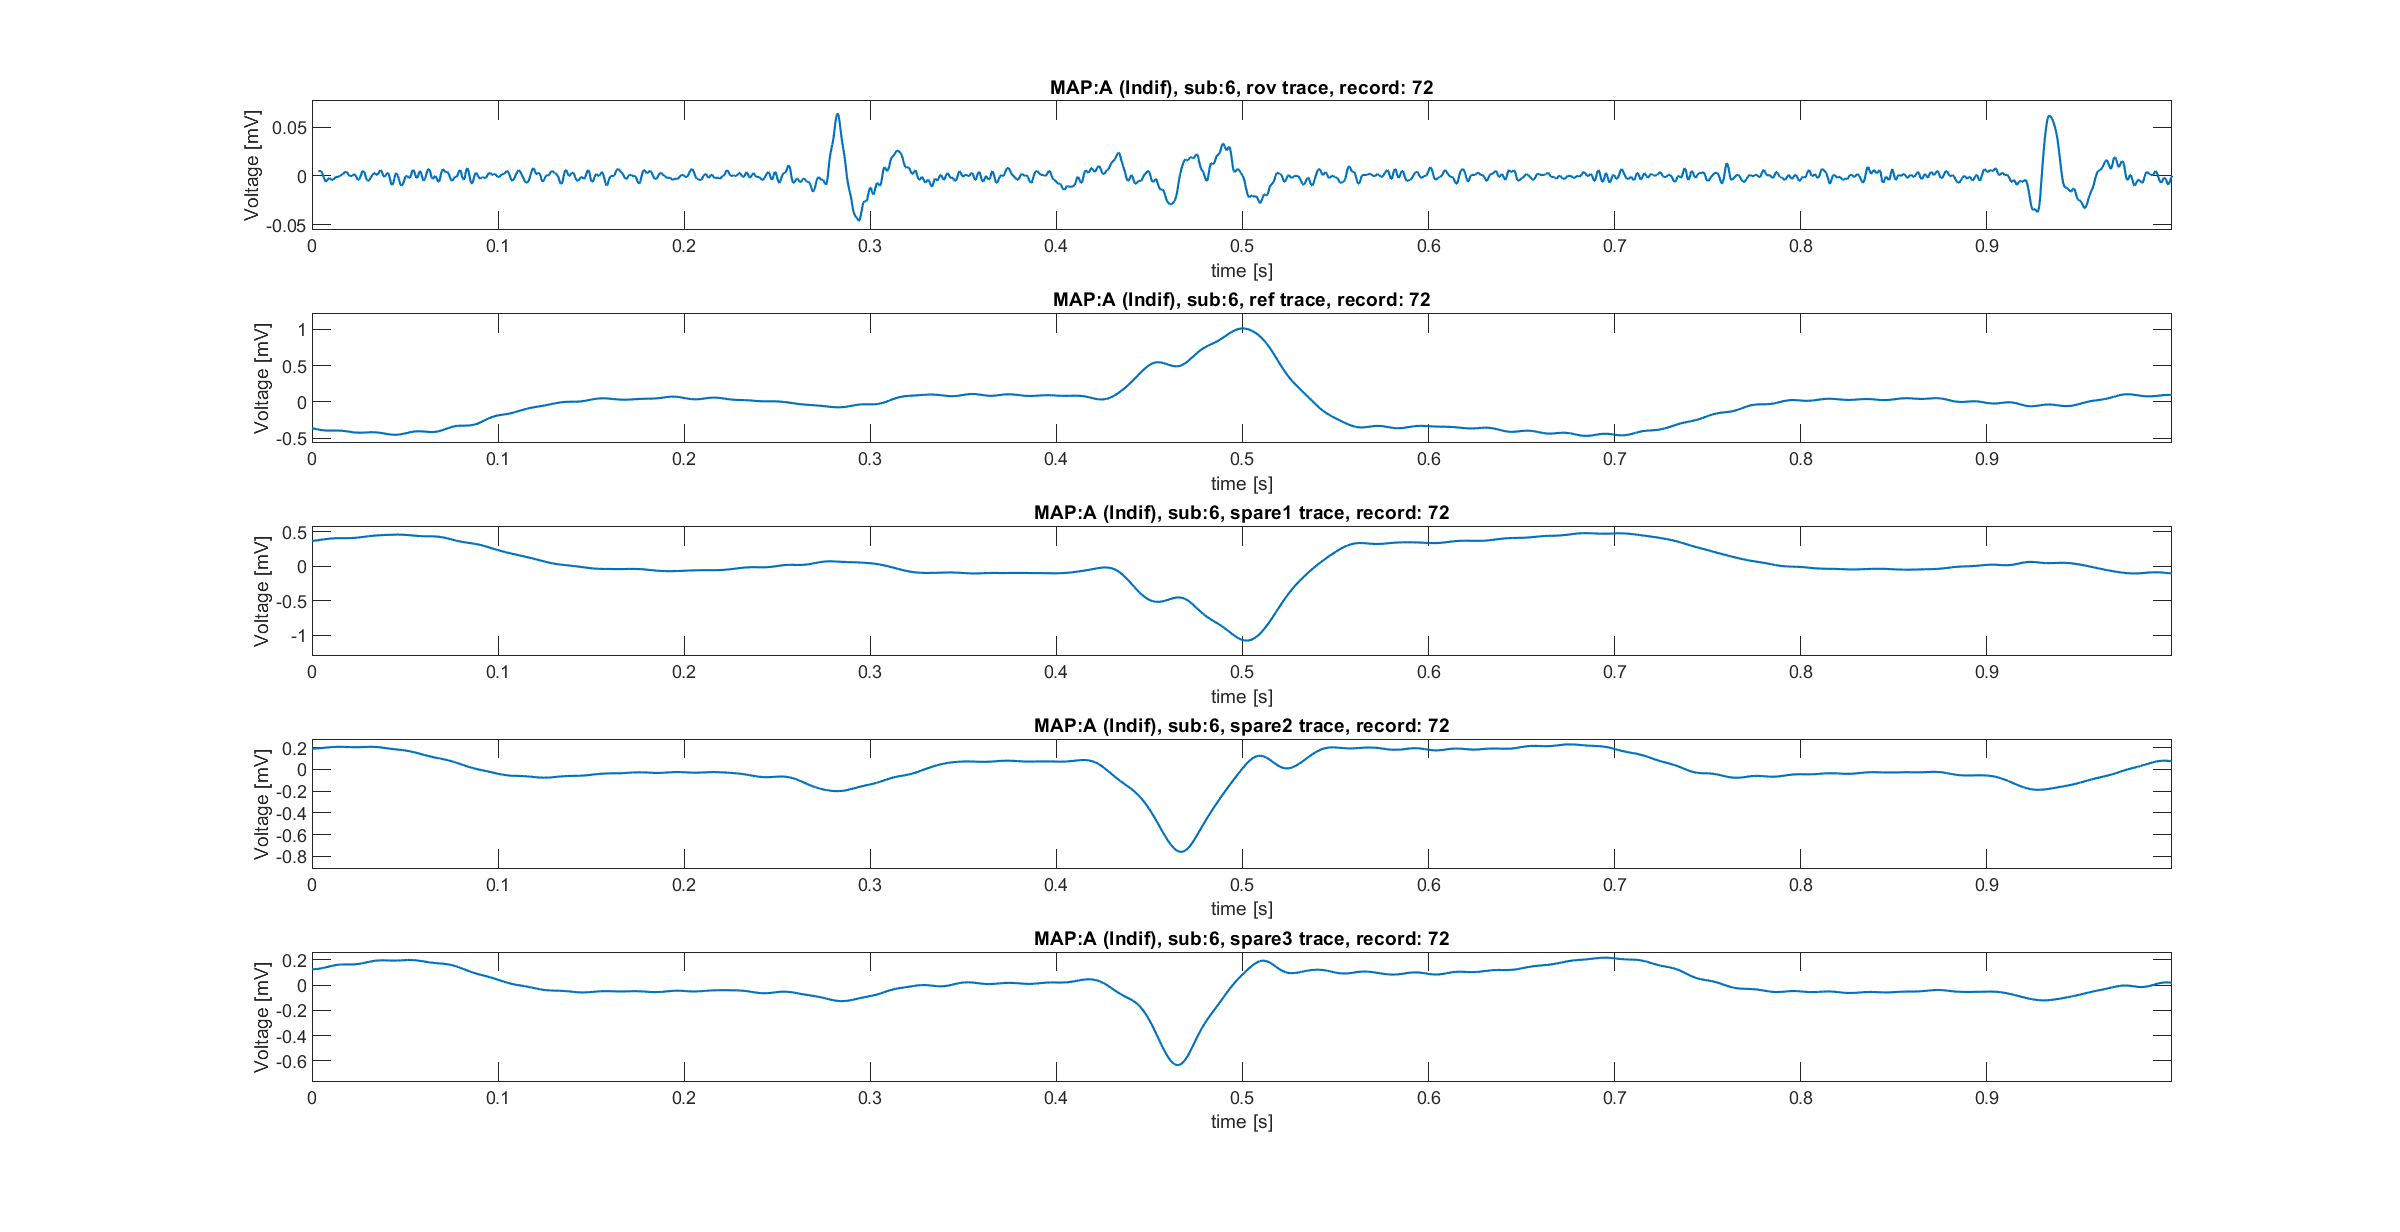 MAP:A (Indif), sub:6, rov trace, record: 72
Voltage [mV]
0.05
0
-0.05
0 0.1 0.2 0.3 0.4 0.5 0.6 0.7 0.8 0.9
time [s]
MAP:A (Indif), sub:6, ref trace, record: 72
Voltage [mV]
1
0.5
0
-0.5
0 0.1 0.2 0.3 0.4 0.5 0.6 0.7 0.8 0.9
time [s]
MAP:A (Indif), sub:6, spare1 trace, record: 72
Voltage [mV]
0.5
0
-0.5
-1
0 0.1 0.2 0.3 0.4 0.5 0.6 0.7 0.8 0.9
time [s]
MAP:A (Indif), sub:6, spare2 trace, record: 72
Voltage [mV]
0.2
0
-0.2
-0.4
-0.6
-0.8
0 0.1 0.2 0.3 0.4 0.5 0.6 0.7 0.8 0.9
time [s]
MAP:A (Indif), sub:6, spare3 trace, record: 72
Voltage [mV]
0.2
0
-0.2
-0.4
-0.6
0 0.1 0.2 0.3 0.4 0.5 0.6 0.7 0.8 0.9
time [s]